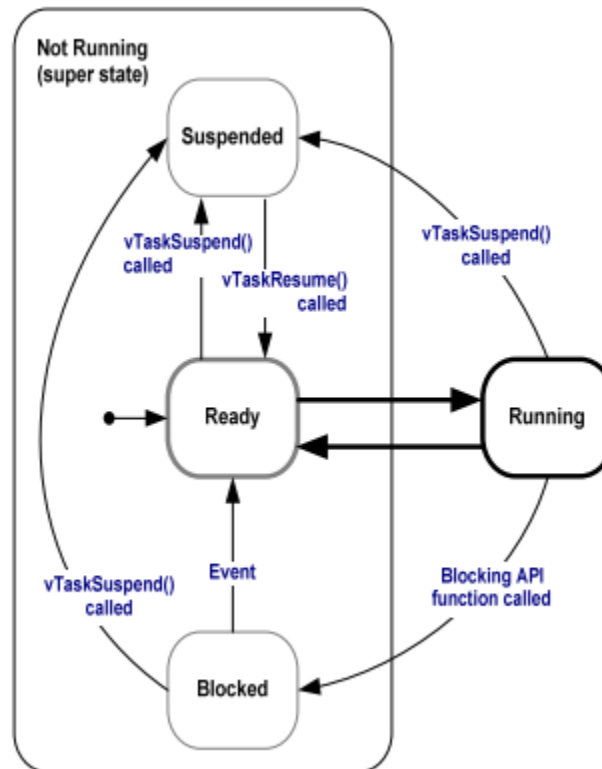 Not Running
(super state)
Suspended
vTaskSuspend()
called
vTaskResume()
called
vTaskSuspend()
called
Ready
Running
Event
vTaskSuspend()
called
Blocking API
function called
Blocked